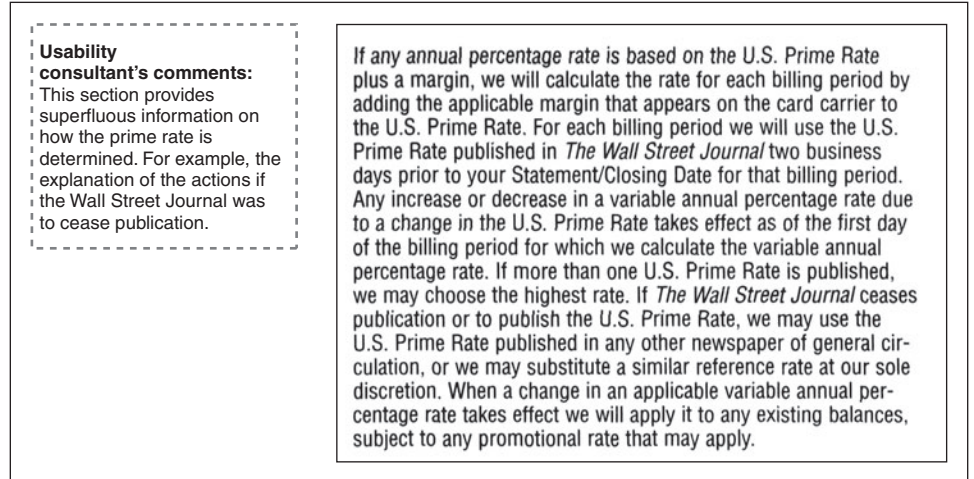 Usability
consultant's comments:
This section provides
superfluous information on
how the prime rate is
determined. For example, the
explanation of the actions if
the Wall Street Journal was
to cease publication.
If any annual percentage rate is based on the U.S. Prime Rate
plus a margin, we will calculate the rate for each billing period by
adding the applicable margin that appears on the card carrier to
the U.S. Prime Rate. For each billing period we will use the U.S.
Prime Rate published in The Wall Street Journal two business
days prior to your Statement/Closing Date for that billing period.
Any increase or decrease in a variable annual percentage rate due
to a change in the U.S. Prime Rate takes effect as of the first day
of the billing period for which we calculate the variable annual
percentage rate. If more than one U.S. Prime Rate is published,
we may choose the highest rate. If The Wall Street Journal ceases
publication or to publish the U.S. Prime Rate, we may use the
U.S. Prime Rate published in any other newspaper of general cir-
culation, or we may substitute a similar reference rate at our sole
discretion. When a change in an applicable variable annual per-
centage rate takes effect we will apply it to any existing balances,
subject to any promotional rate that may apply.